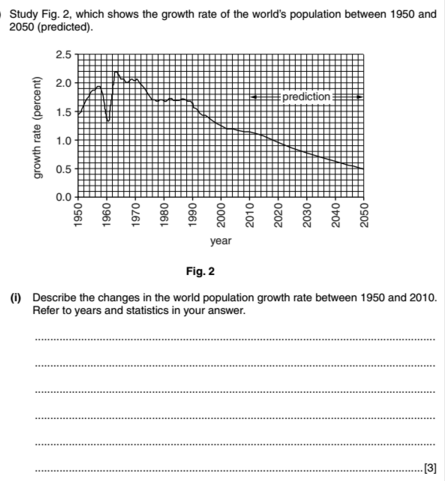 Study Fig. 2, which shows the growth rate of the world's population between 1950 and
2050 (predicted).
2.5
2.0
1.5
1.0
0.5
0.0
growth rate (percent)
prediction
1950
1960
1970
1980
1990
2000
2010
2020
2030
2040
2050
year
Fig. 2
(i) Describe the changes in the world population growth rate between 1950 and 2010.
Refer to years and statistics in your answer.
[3]